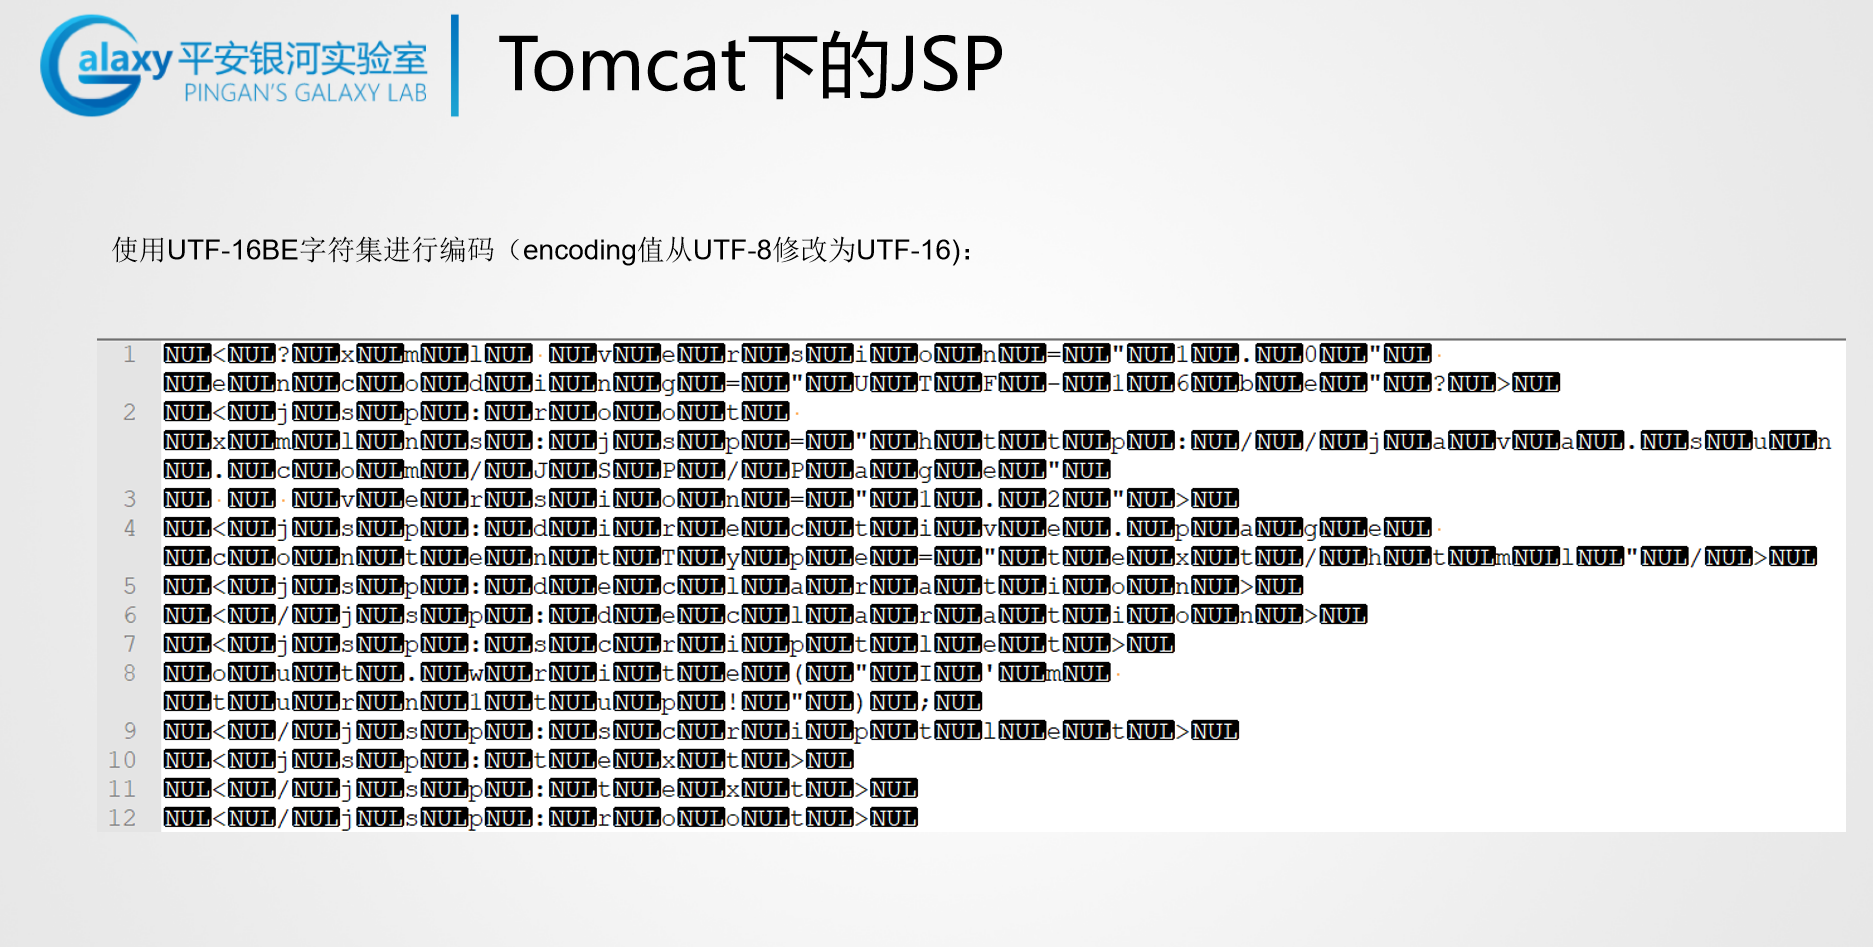 Galaxy 平安银河实验室
PINGAN'S GALAXY LAB
Tomcat下的JSP
使用UTF-16BE字符集进行编码（encoding值从UTF-8修改为UTF-16)：
1 NUL<NUL?NULxNULmNULlNUL NULvNULeNULrNULsNULiNULoNULnNUL=NUL"NUL1NUL.NUL0NUL"NUL
NULeNULnNULcNULoNULdNULiNULnNULgNUL=NUL"NULUNULTNULFNUL-NUL1NUL6NULbNULeNUL"NUL?NUL>NUL
2 NUL<NULjNULsNULpNUL:NULrNULoNULoNULtNUL
NULxNULmNULlNULnNULsNUL:NULjNULsNULpNUL=NUL"NULhNULtNULtNULpNUL:NUL/NUL/NULjNULaNULvNULaNUL.NULsNULuNULn
NUL.NULcNULoNULmNUL/NULJNULSNULPNUL/NULPNULaNULgNULeNUL"NUL
3 NUL NUL NULvNULeNULrNULsNULiNULoNULnNUL=NUL"NUL1NUL.NUL2NUL"NUL>NUL
4 NUL<NULjNULsNULpNUL:NULdNULiNULrNULeNULcNULtNULiNULvNULeNUL.NULpNULaNULgNULeNUL
NULcNULoNULnNULtNULeNULnNULtNULTNULyNULpNULeNUL=NUL"NULtNULeNULxNULtNUL/NULhNULtNULmNULlNUL"NUL/NUL>NUL
5 NUL<NULjNULsNULpNUL:NULdNULeNULcNULlNULaNULrNULaNULtNULiNULoNULnNUL>NUL
6 NUL<NUL/NULjNULsNULpNUL:NULdNULeNULcNULlNULaNULrNULaNULtNULiNULoNULnNUL>NUL
7 NUL<NULjNULsNULpNUL:NULsNULcNULrNULiNULpNULtNULlNULeNULtNUL>NUL
8 NULoNULuNULtNUL.NULwNULrNULiNULtNULeNUL(NUL"NULINUL'NULmNUL
NULtNULuNULrNULnNUL1NULtNULuNULpNUL!NUL"NUL)NUL;NUL
9 NUL<NUL/NULjNULsNULpNUL:NULsNULcNULrNULiNULpNULtNULlNULeNULtNUL>NUL
10 NUL<NULjNULsNULpNUL:NULtNULeNULxNULtNUL>NUL
11 NUL<NUL/NULjNULsNULpNUL:NULtNULeNULxNULtNUL>NUL
12 NUL<NUL/NULjNULsNULpNUL:NULrNULoNULoNULtNUL>NUL